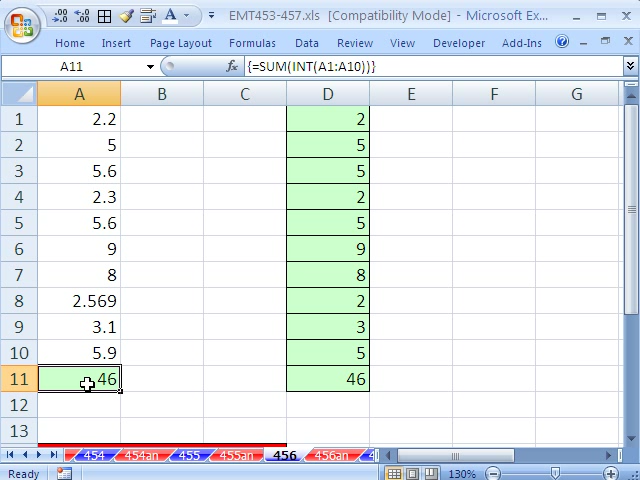 EMT453-457.xls [Compatibility Mode] - Microsoft Ex...
Home Insert Page Layout Formulas Data Review View Developer Add-Ins
A11 fx {=SUM(INT(A1:A10))}
A B C D E F G
1 2.2 2
2 5 5
3 5.6 5
4 2.3 2
5 5.6 5
6 9 9
7 8 8
8 2.569 2
9 3.1 3
10 5.9 5
11 46 46
12
13
454 454an 455 455an 456 456an
Ready 130%